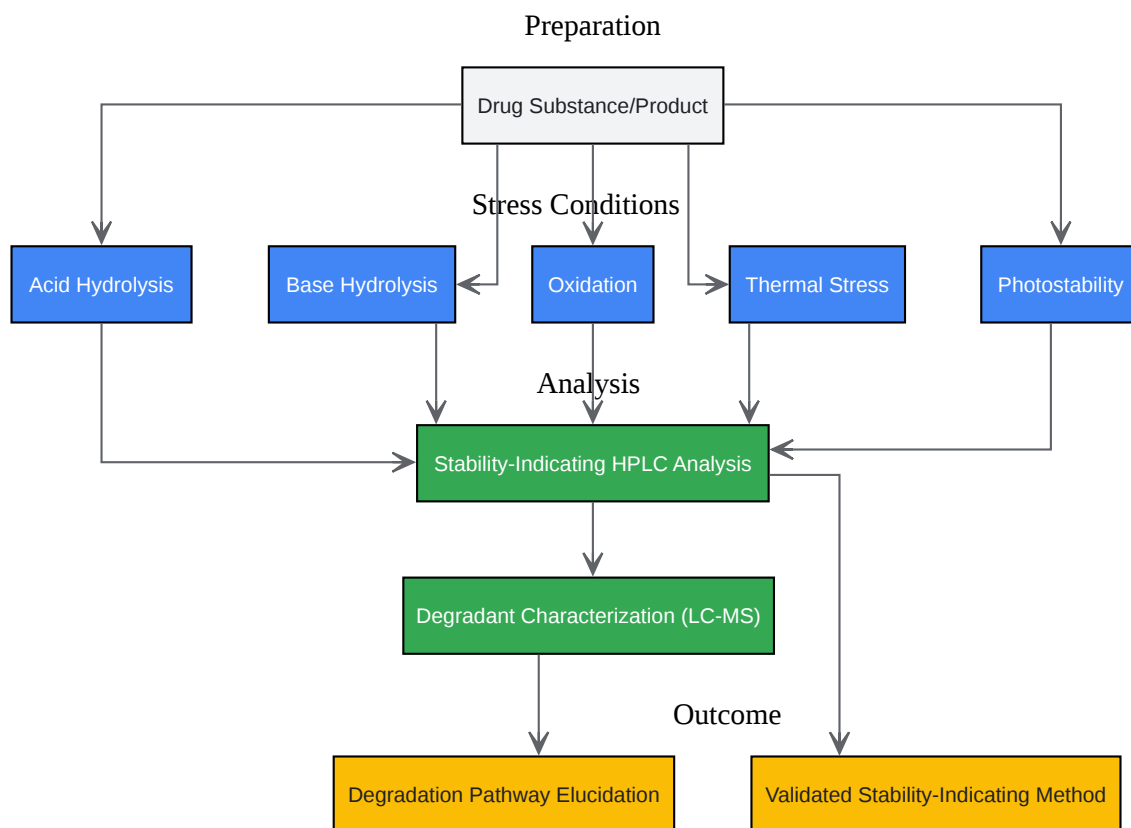 Preparation
Drug Substance/Product
Stress Conditions
Acid Hydrolysis
Base Hydrolysis
Oxidation
Thermal Stress
Photostability
Analysis
Stability-Indicating HPLC Analysis
Degradant Characterization (LC-MS)
Outcome
Degradation Pathway Elucidation
Validated Stability-Indicating Method